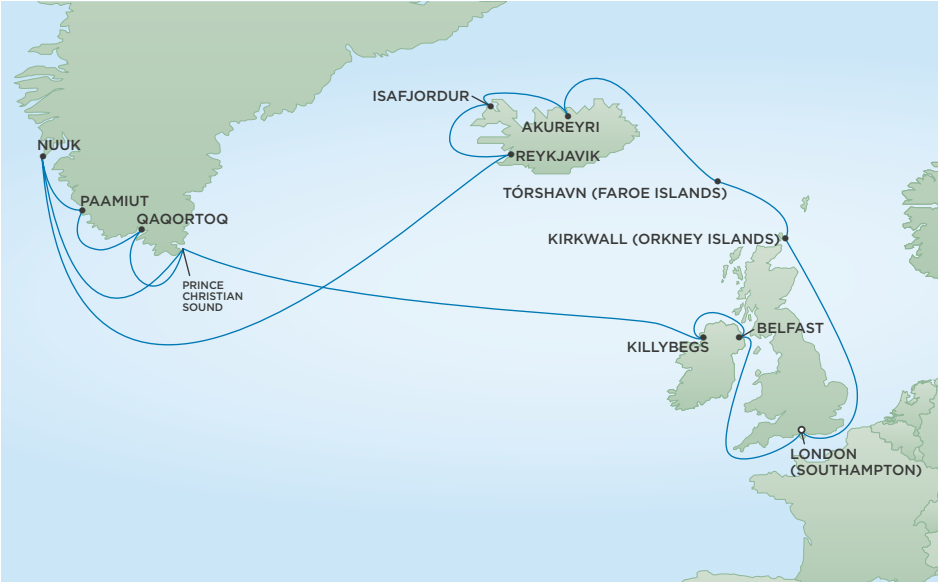 ISAFJORDUR
AKUREYRI
NUUK
REYKJAVIK
TÓRSHAVN (FAROE ISLANDS)
PAAMIUT
QAQORTOQ
KIRKWALL (ORKNEY ISLANDS)
PRINCE
CHRISTIAN
SOUND
BELFAST
KILLYBEGS
LONDON
(SOUTHAMPTON)